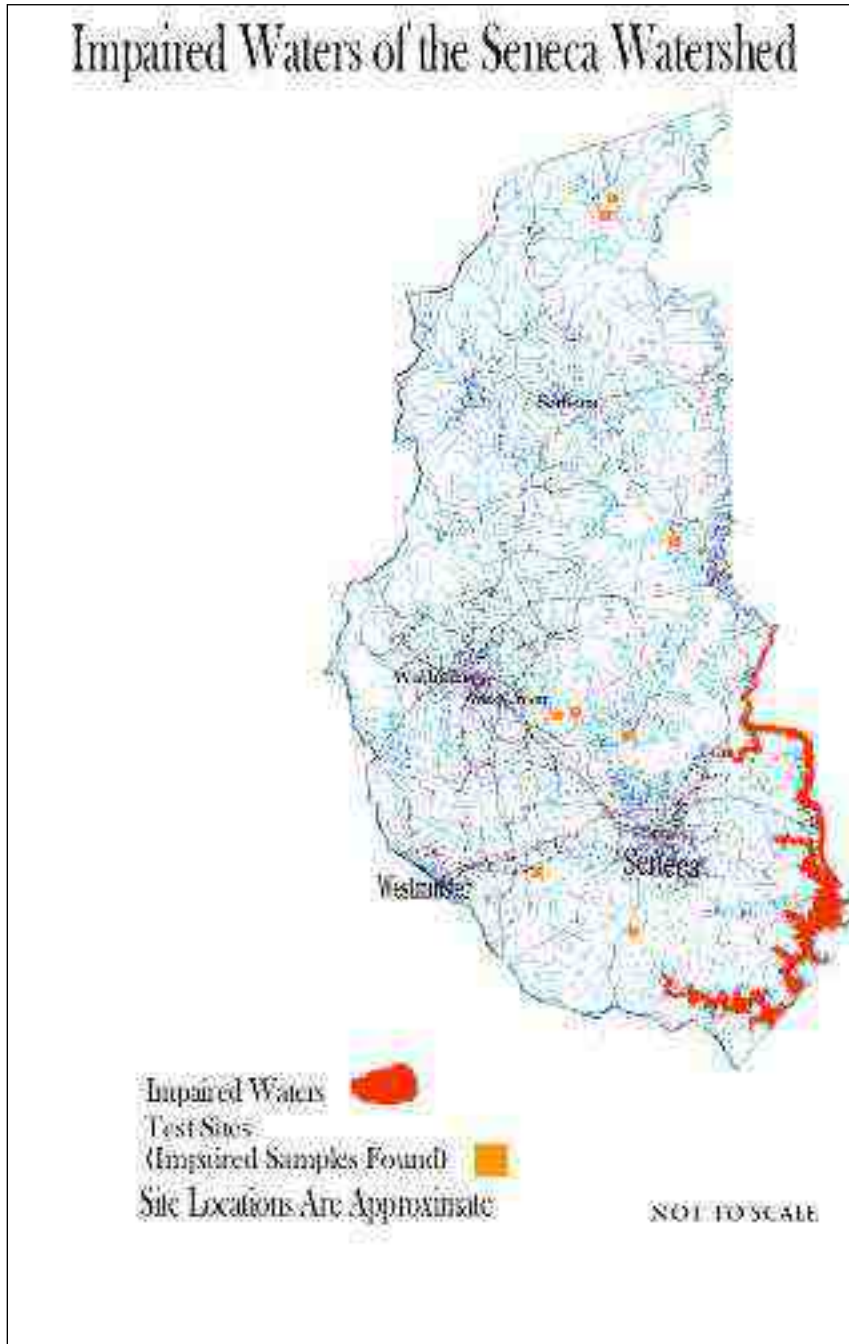 Impaired Waters of the Seneca Watershed
Seneca
Westminster
Impaired Waters
Test Sites
(Impaired Samples Found)
Site Locations Are Approximate
NOT TO SCALE